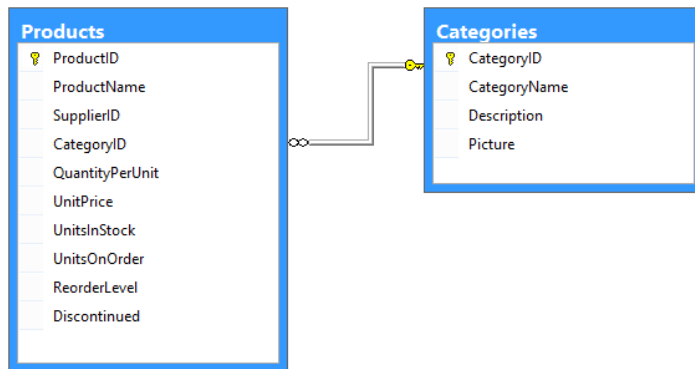 Products
ProductID
ProductName
SupplierID
CategoryID
QuantityPerUnit
UnitPrice
UnitsInStock
UnitsOnOrder
ReorderLevel
Discontinued
Categories
CategoryID
CategoryName
Description
Picture